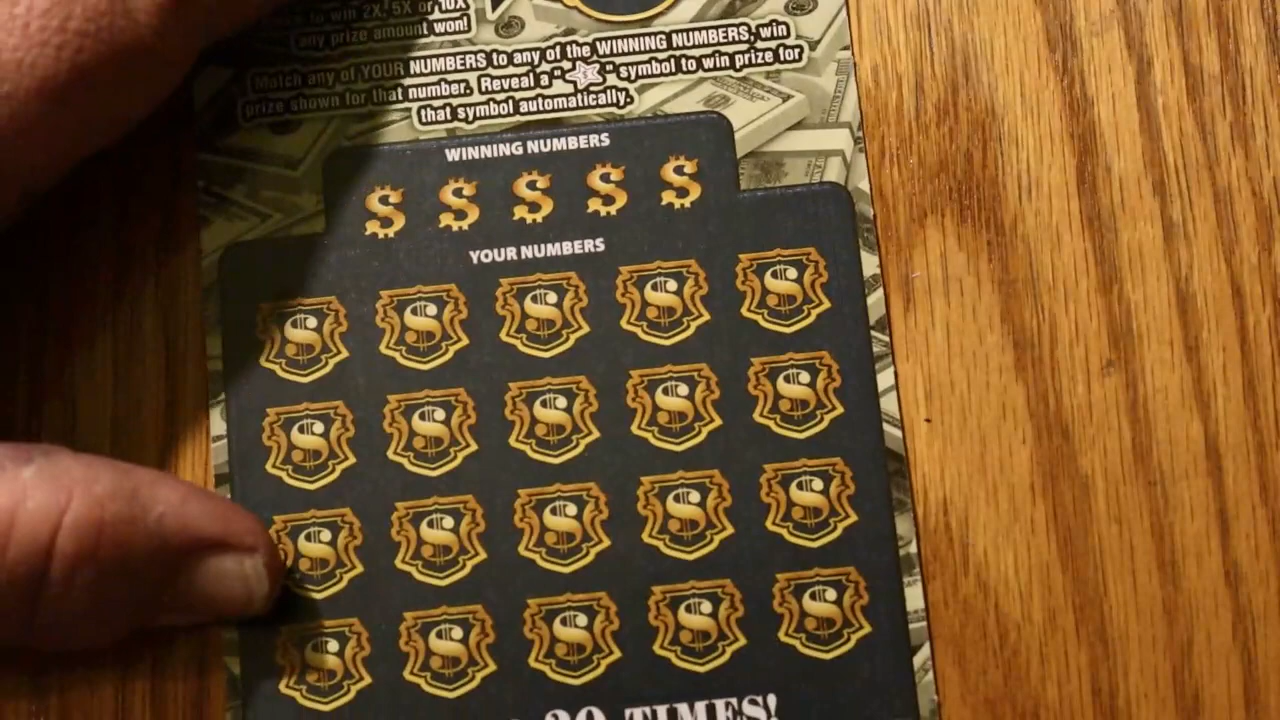 to win 2X, 5X or 10X
any prize amount won!
Match any of YOUR NUMBERS to any of the WINNING NUMBERS, win
prize shown for that number. Reveal a " " symbol to win prize for
that symbol automatically.
WINNING NUMBERS
$ $ $ $ $
YOUR NUMBERS
$ $ $ $ $
$ $ $ $ $
$ $ $ $ $
$ $ $ $ $
20 TIMES!